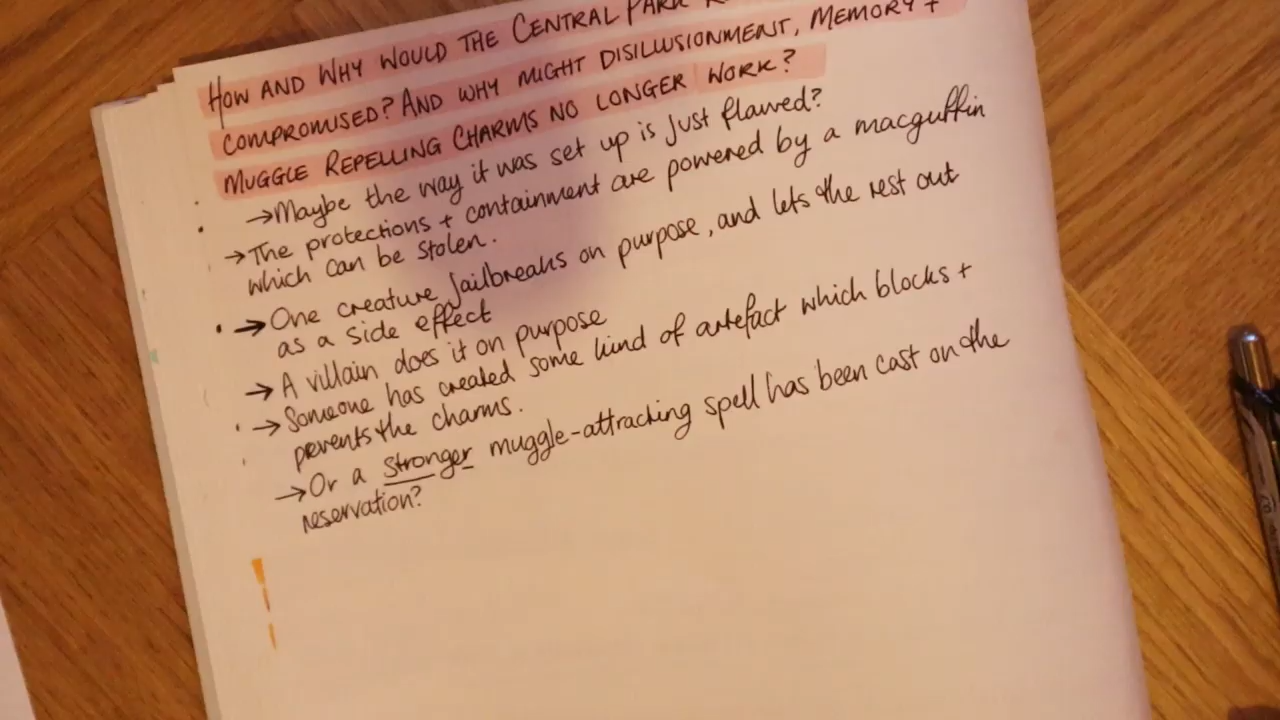 HOW AND WHY WOULD THE CENTRAL PARK
COMPROMISED? AND WHY MIGHT DISILLUSIONMENT, MEMORY +
MUGGLE REPELLING CHARMS NO LONGER WORK?
→ Maybe the way it was set up is just flawed?
→ The protections + containment are powered by a macguffin
which can be stolen.
→ One creature jailbreaks on purpose, and lets the rest out
as a side effect
→ A villain does it on purpose
→ Someone has created some kind of artefact which blocks +
prevents the charms.
→ Or a stronger muggle-attracting spell has been cast on the
reservation?